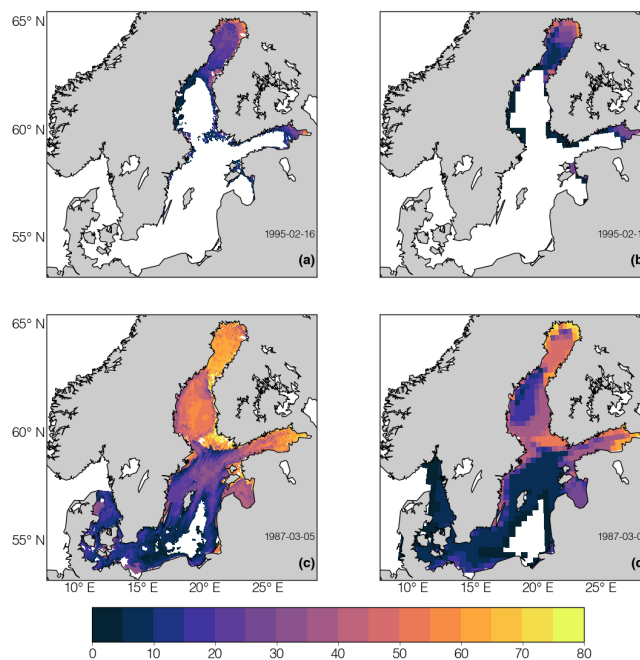 65° N
60° N
55° N
1995-02-16
(a)
1995-02-1
(b
65° N
60° N
55° N
1987-03-05
(c)
1987-03-0
(d
10° E 15° E 20° E 25° E
10° E 15° E 20° E 25° E
0 10 20 30 40 50 60 70 80